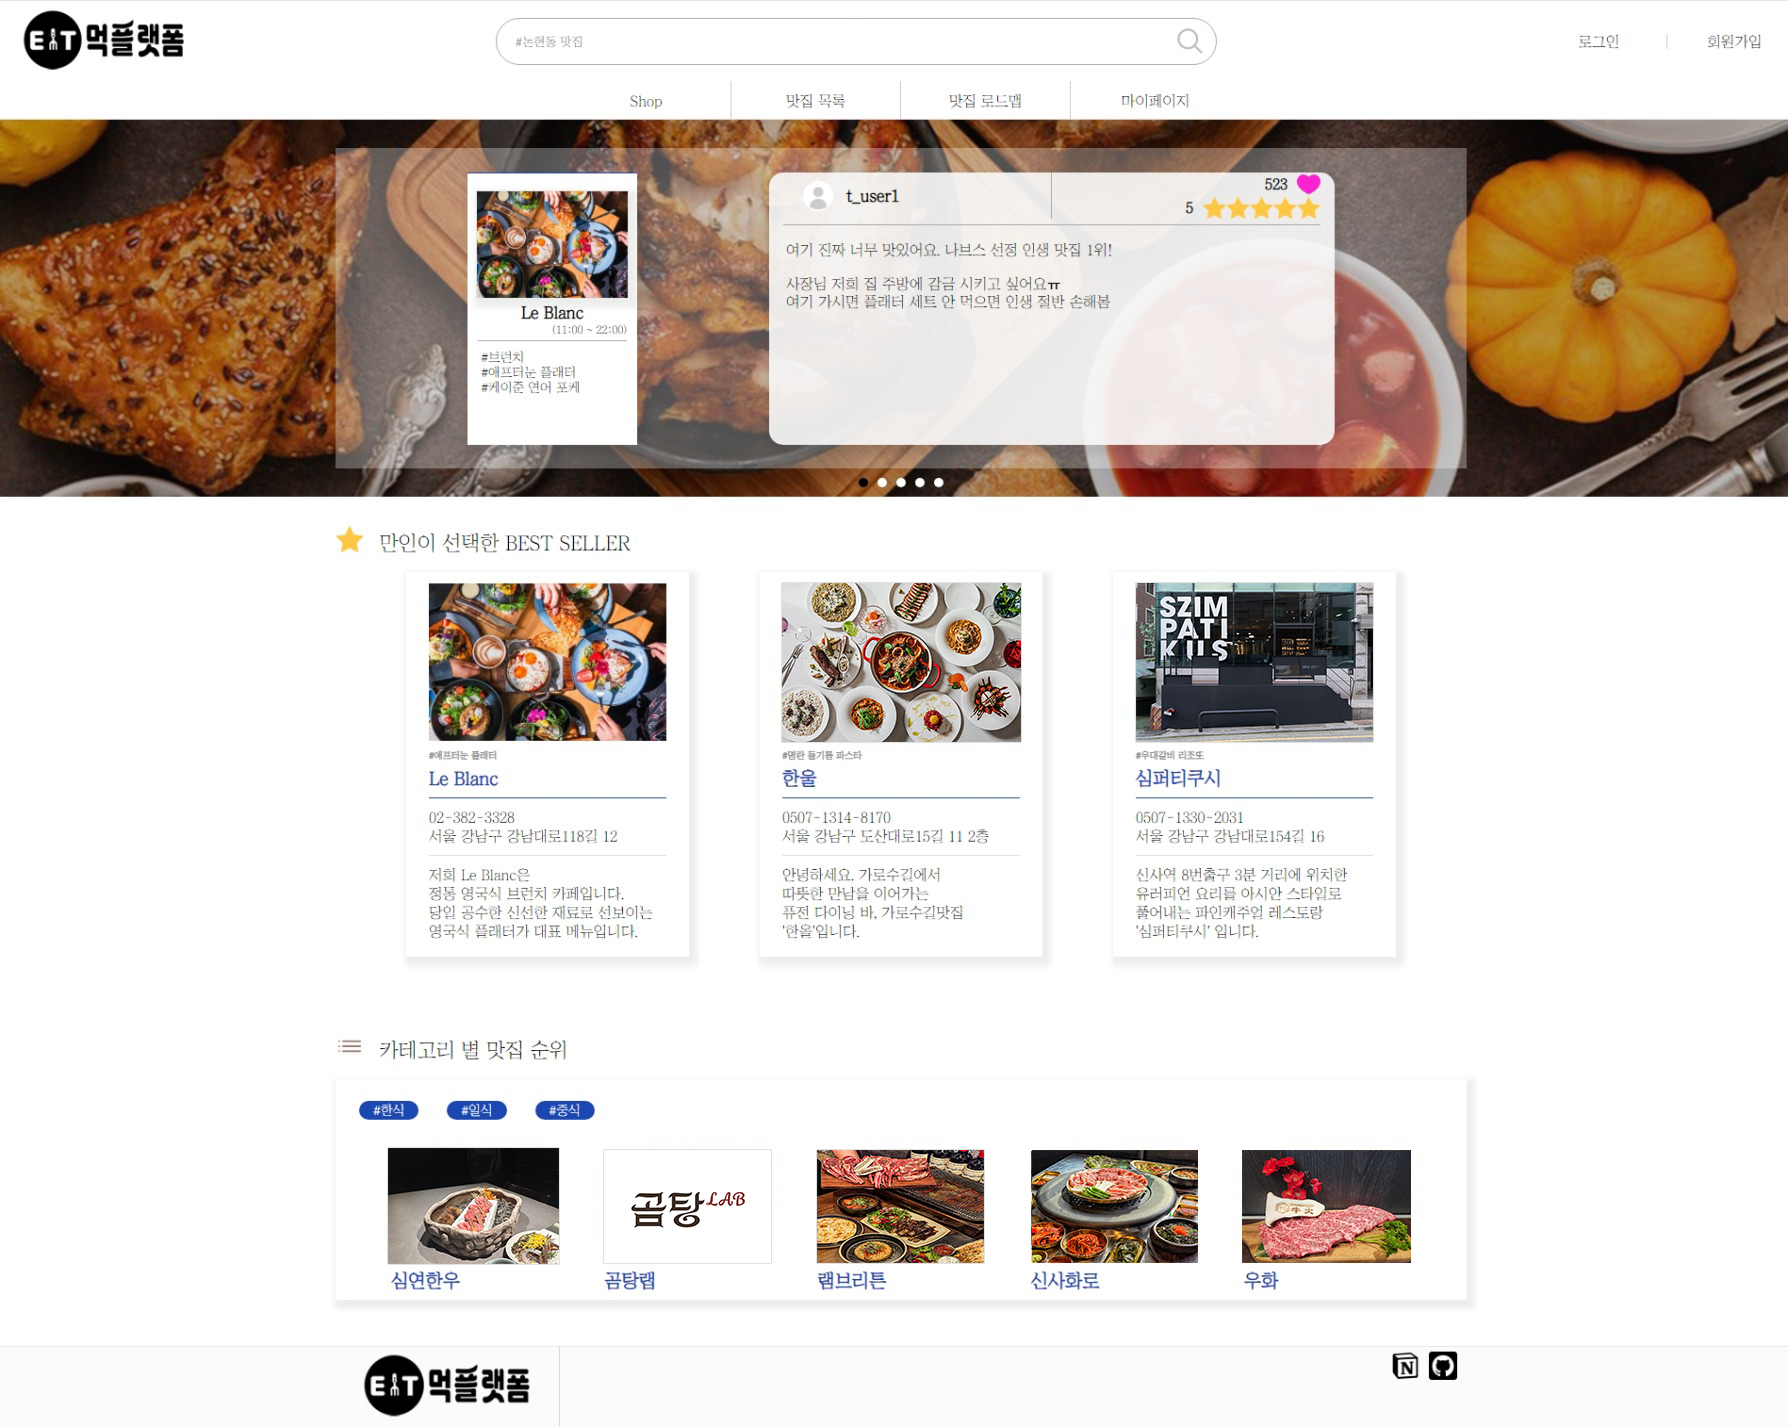 EAT 먹플랫폼
#논현동 맛집
로그인
회원가입
Shop
맛집 목록
맛집 로드맵
마이페이지
Le Blanc
(11:00 ~ 22:00)
#브런치
#애프터눈 플래터
#케이준 연어 포케
t_user1
523
5
여기 진짜 너무 맛있어요. 나브스 선정 인생 맛집 1위!
사장님 저희 집 주방에 감금 시키고 싶어요ㅠ
여기 가시면 플래터 세트 안 먹으면 인생 절반 손해봄
만인이 선택한 BEST SELLER
#애프터눈 플래터
Le Blanc
02-382-3328
서울 강남구 강남대로118길 12
저희 Le Blanc은
정통 영국식 브런치 카페입니다.
당일 공수한 신선한 재료로 선보이는
영국식 플래터가 대표 메뉴입니다.
#명란 들기름 파스타
한울
0507-1314-8170
서울 강남구 도산대로15길 11 2층
안녕하세요. 가로수길에서
따뜻한 만남을 이어가는
퓨전 다이닝 바, 가로수길맛집
'한울'입니다.
SZIM
PATI
KUS
#우대갈비 리조또
심퍼티쿠시
0507-1330-2031
서울 강남구 강남대로154길 16
신사역 8번출구 3분 거리에 위치한
유러피언 요리를 아시안 스타일로
풀어내는 파인캐주얼 레스토랑
'심퍼티쿠시' 입니다.
카테고리 별 맛집 순위
#한식
#일식
#중식
곰탕LAB
심연한우
곰탕랩
램브리튼
신사화로
우화
EAT 먹플랫폼
N